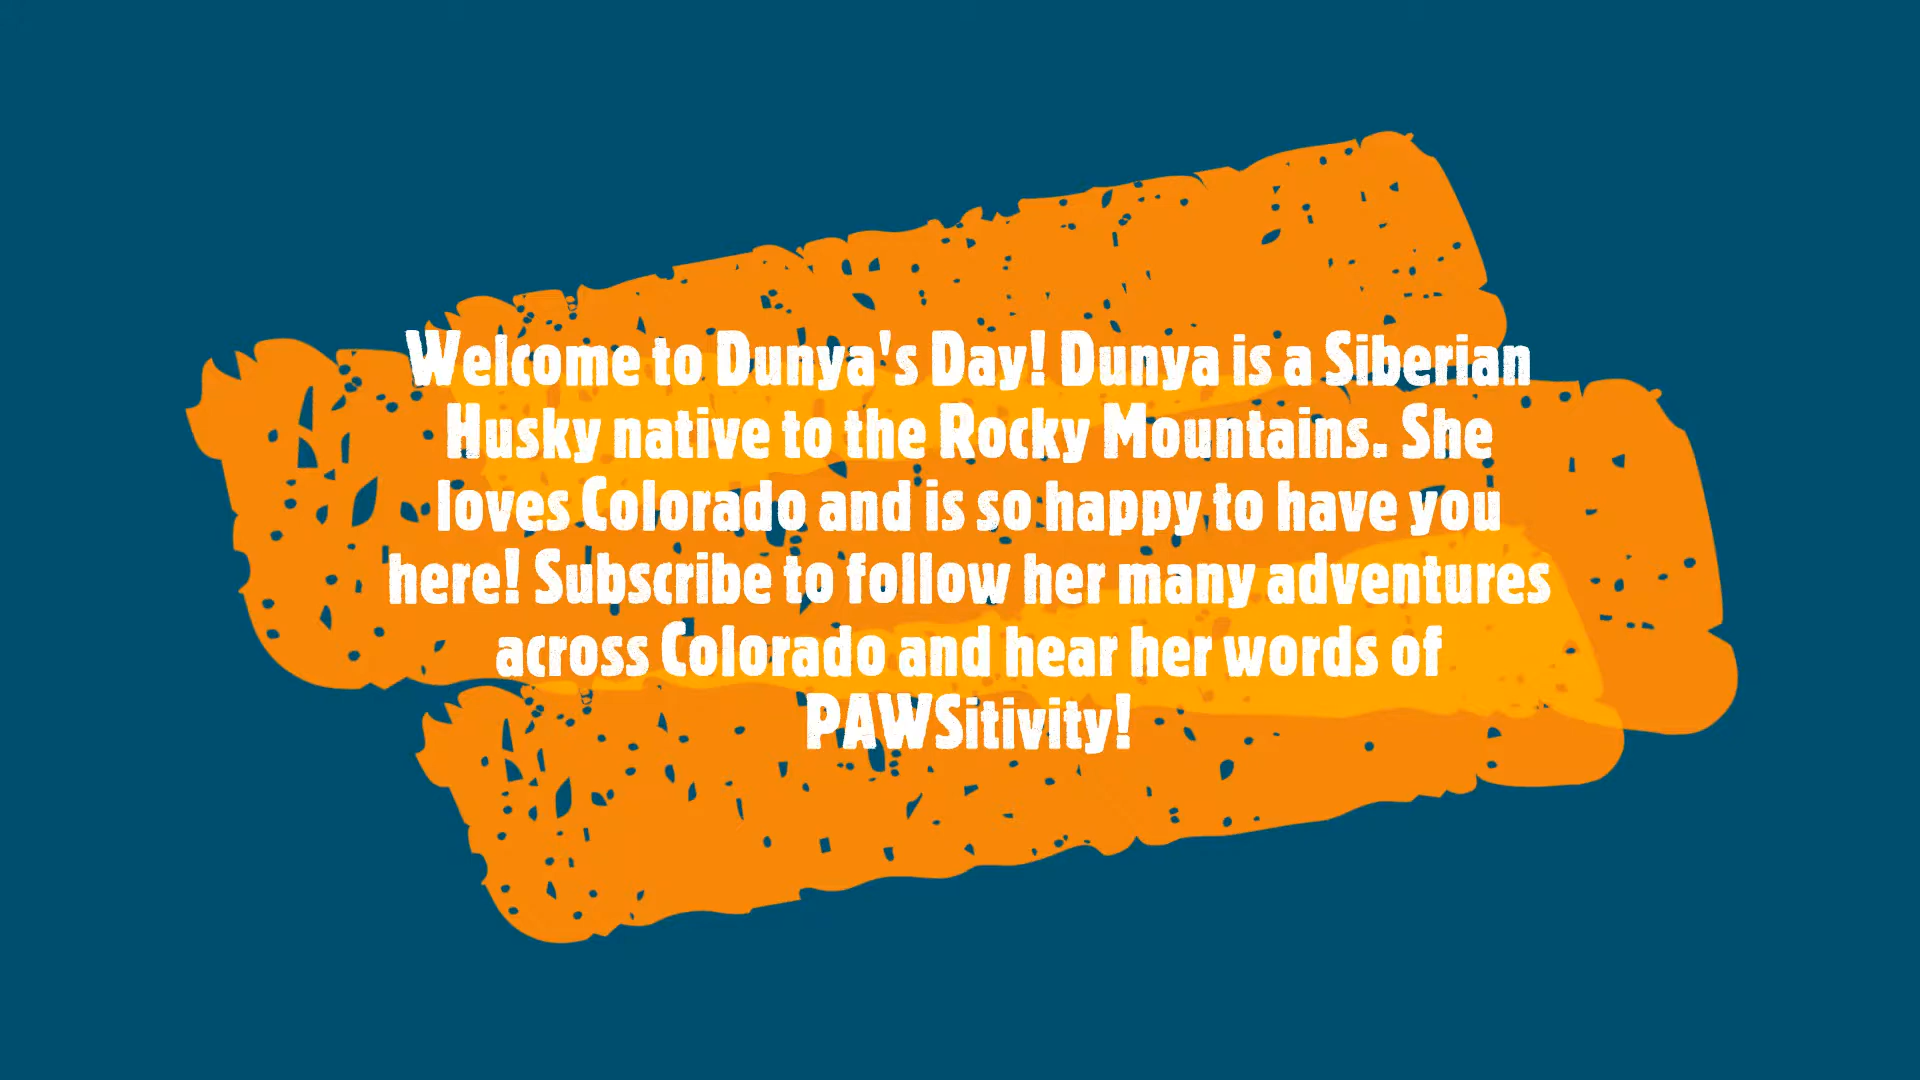 Welcome to Dunya's Day! Dunya is a Siberian
Husky native to the Rocky Mountains. She
loves Colorado and is so happy to have you
here! Subscribe to follow her many adventures
across Colorado and hear her words of
PAWSitivity!